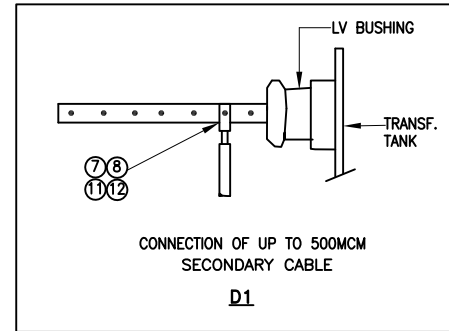 LV BUSHING
TRANSF.
TANK
7 8
11 12
CONNECTION OF UP TO 500MCM
SECONDARY CABLE
D1